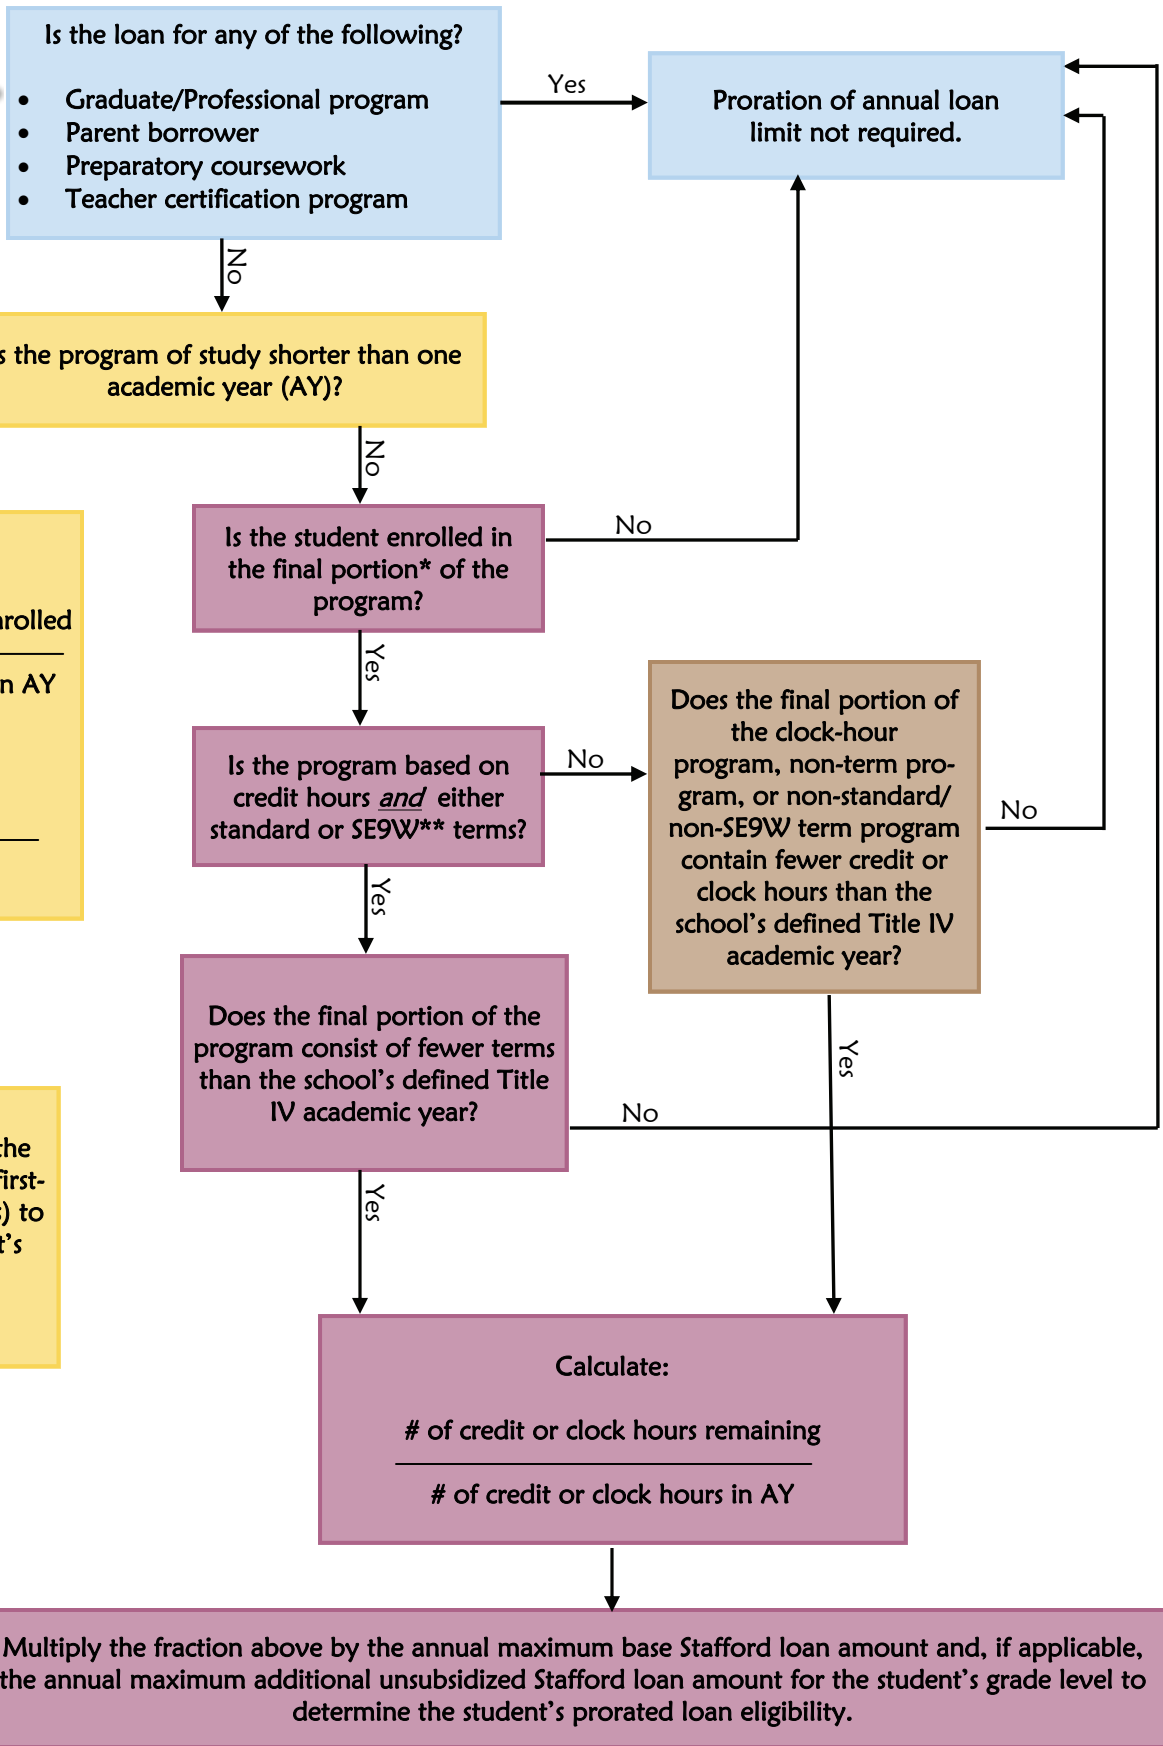 Is the loan for any of the following?
• Graduate/Professional program
• Parent borrower
• Preparatory coursework
• Teacher certification program
Yes
Proration of annual loan
limit not required.
No
s the program of study shorter than one
academic year (AY)?
No
Is the student enrolled in
the final portion* of the
program?
No
nrolled
n AY
Yes
Is the program based on
credit hours and either
standard or SE9W** terms?
No
Does the final portion of
the clock-hour
program, non-term pro-
gram, or non-standard/
non-SE9W term program
contain fewer credit or
clock hours than the
school's defined Title IV
academic year?
No
Yes
Does the final portion of the
program consist of fewer terms
than the school's defined Title
IV academic year?
No
Yes
the
first-
s) to
t's
Yes
Calculate:
# of credit or clock hours remaining
# of credit or clock hours in AY
Multiply the fraction above by the annual maximum base Stafford loan amount and, if applicable,
the annual maximum additional unsubsidized Stafford loan amount for the student's grade level to
determine the student's prorated loan eligibility.